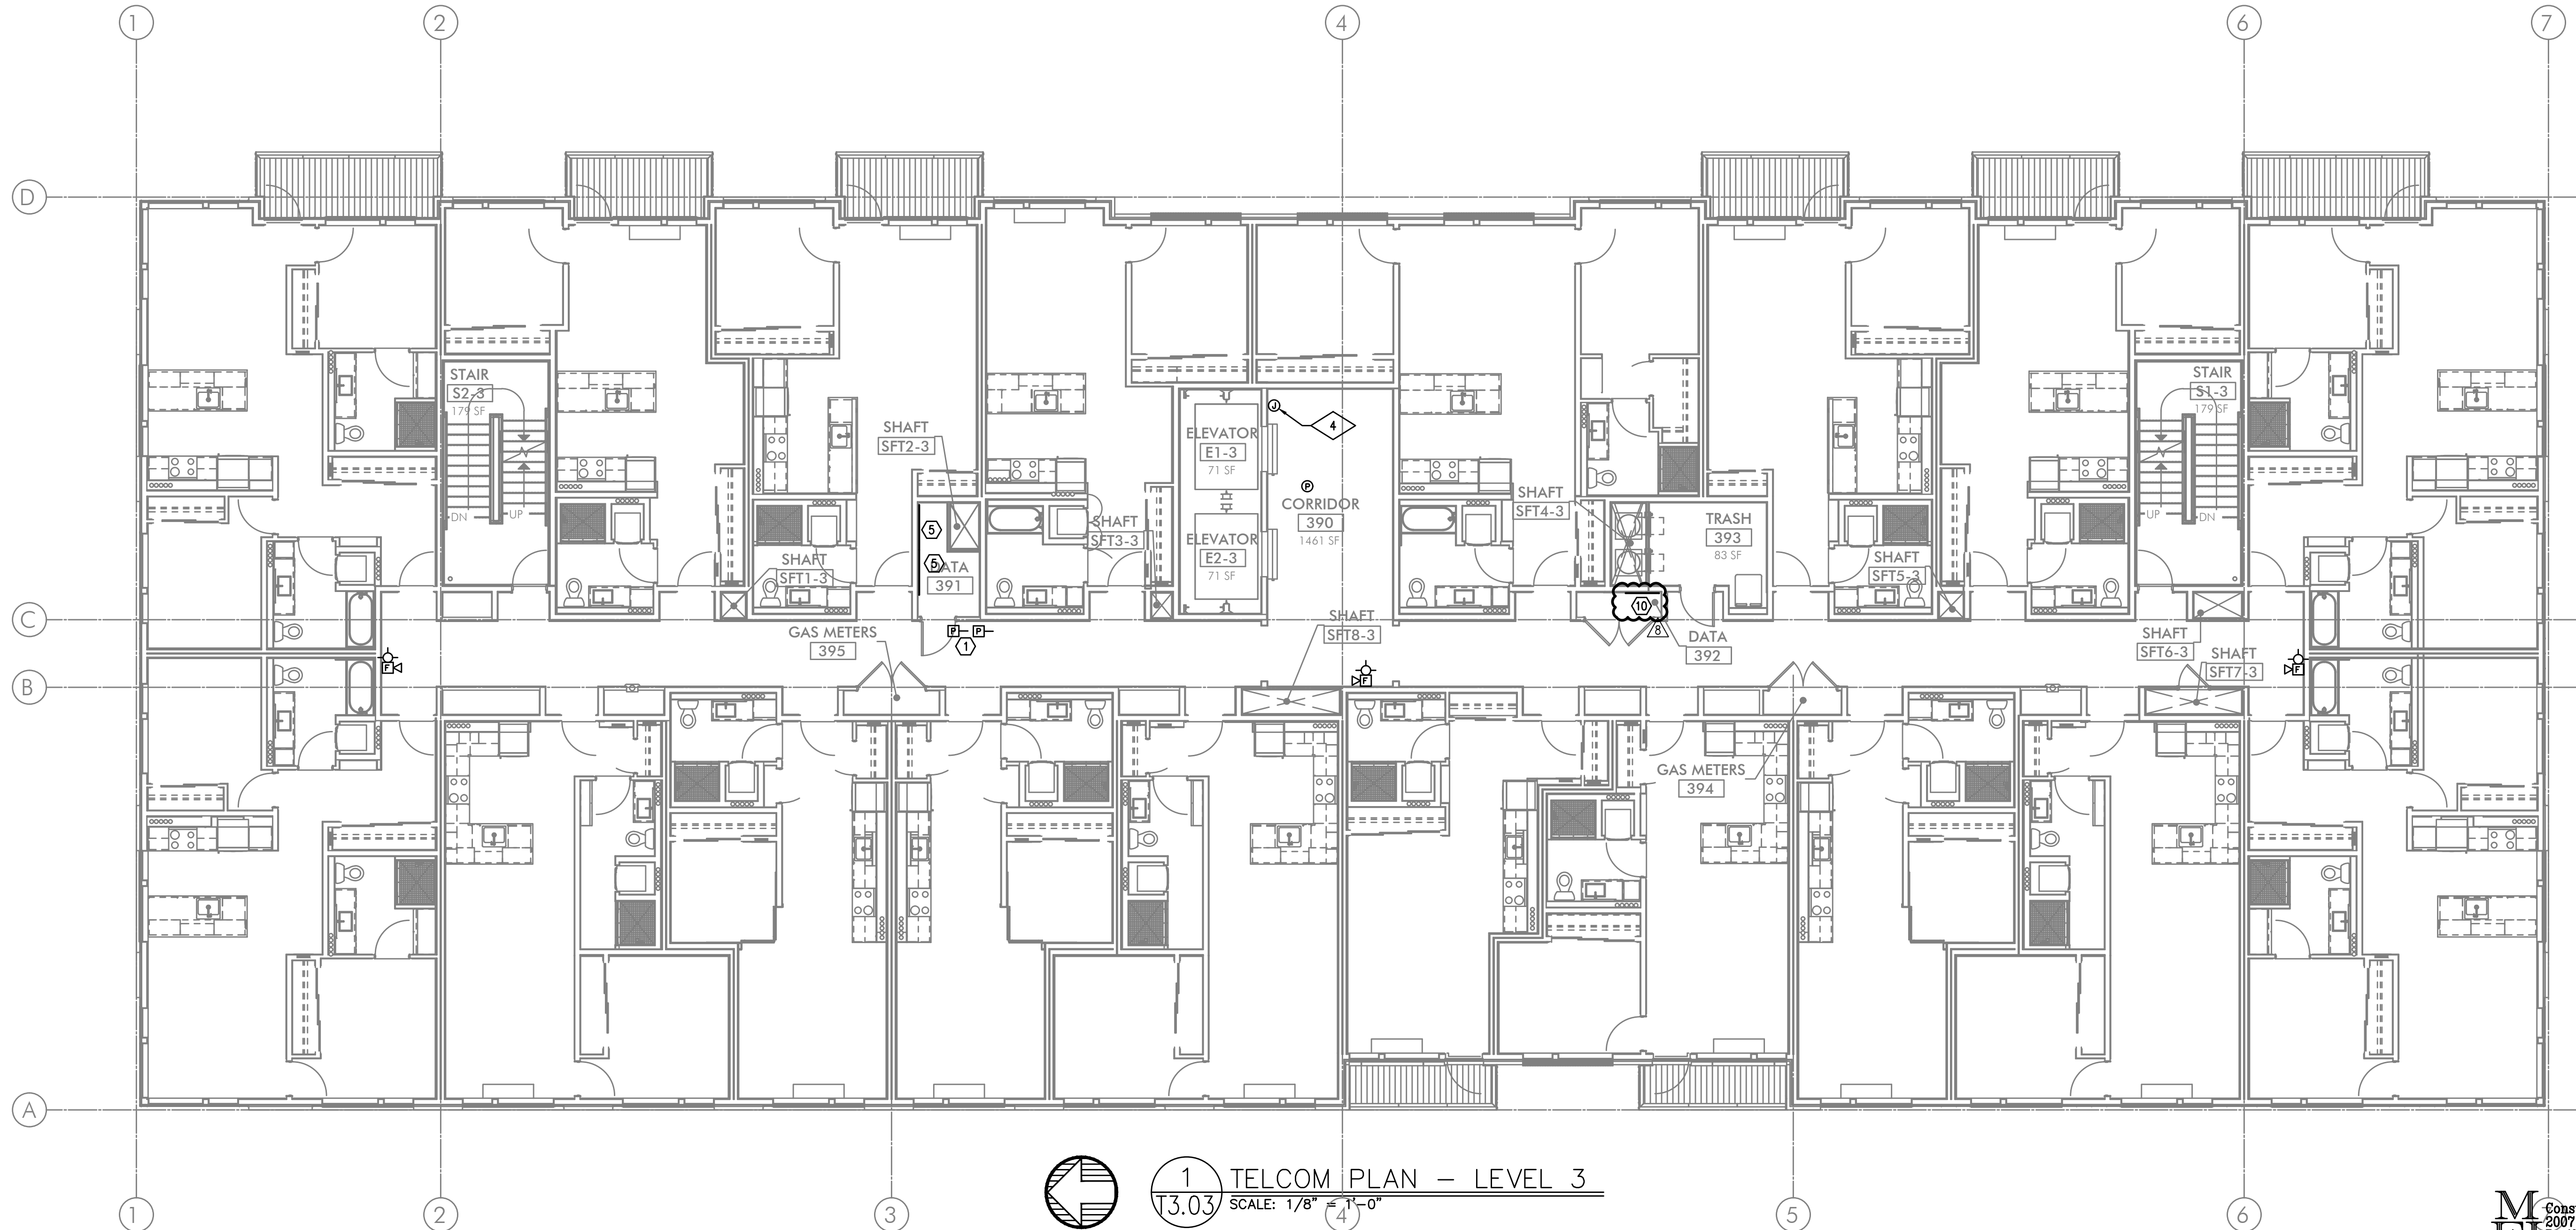 1
2
4
6
7
D
STAIR
S2-3
179 SF
DN
UP
SHAFT
SFT2-3
ELEVATOR
E1-3
71 SF
J
4
P
CORRIDOR
390
1461 SF
ELEVATOR
E2-3
71 SF
SHAFT
SFT3-3
SHAFT
SFT4-3
TRASH
393
83 SF
STAIR
S1-3
179 SF
UP
DN
SHAFT
SFT1-3
5
5
DATA
391
SHAFT
SFT5-3
C
GAS METERS
395
P
P
1
SHAFT
SFT8-3
10
8
DATA
392
SHAFT
SFT6-3
SHAFT
SFT7-3
F
F
F
B
GAS METERS
394
A
1
T3.03
TELCOM PLAN – LEVEL 3
SCALE: 1/8" = 1'-0"
1
2
3
4
5
6
M
Cons
2007